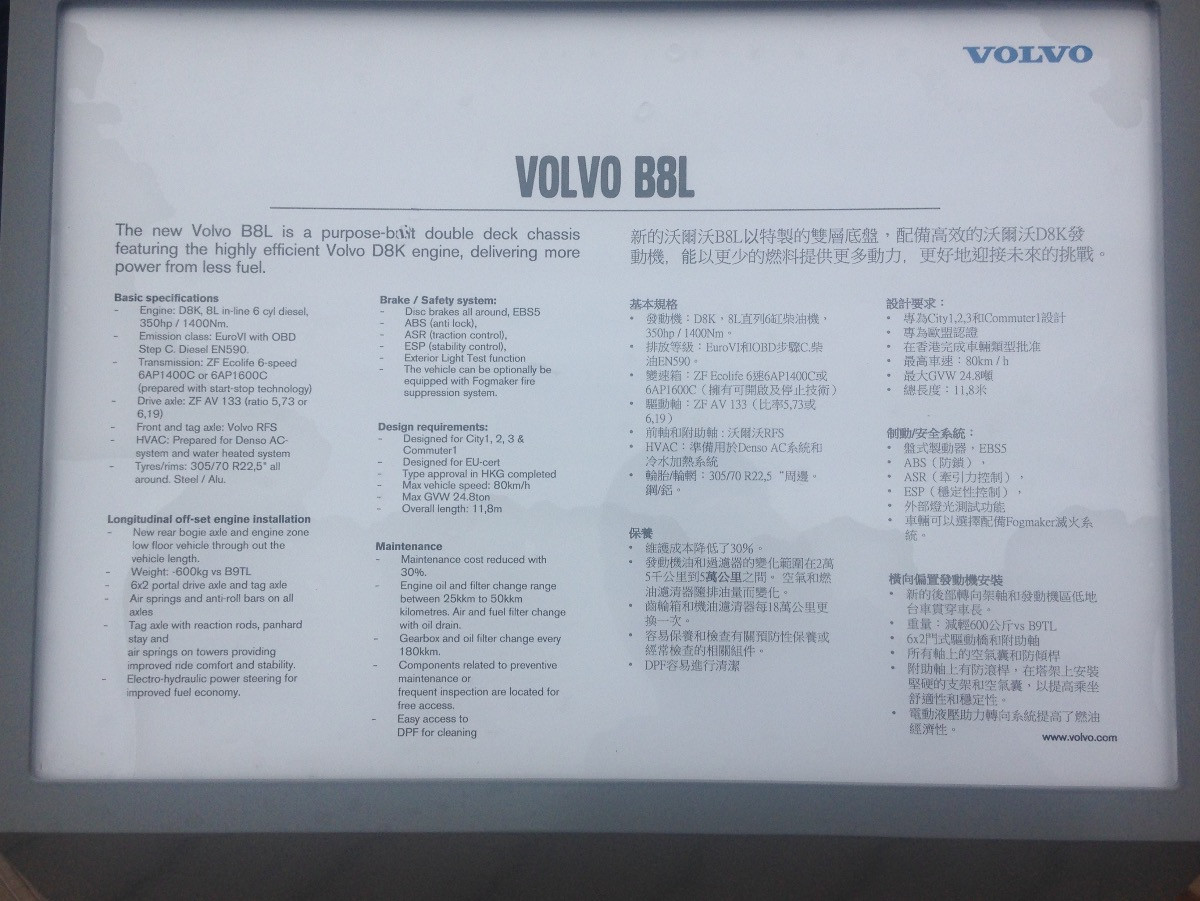 VOLVO
VOLVO B8L
The new Volvo B8L is a purpose-built double deck chassis
featuring the highly efficient Volvo D8K engine, delivering more
power from less fuel.
Basic specifications
- Engine: D8K, 8L in-line 6 cyl diesel,
350hp / 1400Nm.
- Emission class: EuroVI with OBD
Step C. Diesel EN590.
- Transmission: ZF Ecolife 6-speed
6AP1400C or 6AP1600C
(prepared with start-stop technology)
- Drive axle: ZF AV 133 (ratio 5,73 or
6,19)
- Front and tag axle: Volvo RFS
- HVAC: Prepared for Denso AC-
system and water heated system
- Tyres/rims: 305/70 R22,5" all
around. Steel / Alu.
Longitudinal off-set engine installation
- New rear bogie axle and engine zone
low floor vehicle through out the
vehicle length.
- Weight: -600kg vs B9TL
- 6x2 portal drive axle and tag axle
- Air springs and anti-roll bars on all
axles
- Tag axle with reaction rods, panhard
stay and
air springs on towers providing
improved ride comfort and stability.
- Electro-hydraulic power steering for
improved fuel economy.
Brake / Safety system:
- Disc brakes all around, EBS5
- ABS (anti lock),
- ASR (traction control),
- ESP (stability control),
- Exterior Light Test function
- The vehicle can be optionally be
equipped with Fogmaker fire
suppression system.
Design requirements:
- Designed for City1, 2, 3 &
Commuter1
- Designed for EU-cert
- Type approval in HKG completed
- Max vehicle speed: 80km/h
- Max GVW 24.8ton
- Overall length: 11,8m
Maintenance
- Maintenance cost reduced with
30%.
- Engine oil and filter change range
between 25kkm to 50kkm
kilometres. Air and fuel filter change
with oil drain.
- Gearbox and oil filter change every
180kkm.
- Components related to preventive
maintenance or
frequent inspection are located for
free access.
- Easy access to
DPF for cleaning
新的沃爾沃B8L以特製的雙層底盤，配備高效的沃爾沃D8K發
動機，能以更少的燃料提供更多動力，更好地迎接未來的挑戰。
基本規格
• 發動機：D8K，8L直列6缸柴油機，
350hp / 1400Nm。
• 排放等級：EuroVI和OBD步驟C.柴
油EN590。
• 變速箱：ZF Ecolife 6速6AP1400C或
6AP1600C（擁有可開啟及停止技術）
• 驅動軸：ZF AV 133（比率5,73或
6,19）
• 前軸和附助軸：沃爾沃RFS
• HVAC：準備用於Denso AC系統和
冷水加熱系統
• 輪胎/輪輞：305/70 R22,5“周邊。
鋼/鋁。
保養
• 維護成本降低了30%。
• 發動機油和過濾器的變化範圍在2萬
5千公里到5萬公里之間。 空氣和燃
油濾清器隨排油量而變化。
• 齒輪箱和機油濾清器每18萬公里更
換一次。
• 容易保養和檢查有關預防性保養或
經常檢查的相關組件。
• DPF容易進行清潔
設計要求：
• 專為City1,2,3和Commuter1設計
• 專為歐盟認證
• 在香港完成車輛類型批准
• 最高車速：80km / h
• 最大GVW 24.8噸
• 總長度：11,8米
制動/安全系統：
• 盤式製動器，EBS5
• ABS（防鎖），
• ASR（牽引力控制），
• ESP（穩定性控制），
• 外部燈光測試功能
• 車輛可以選擇配備Fogmaker滅火系
統。
橫向偏置發動機安裝
• 新的後部轉向架軸和發動機區低地
台車貫穿車長。
• 重量：減輕600公斤vs B9TL
• 6x2門式驅動橋和附助軸
• 所有軸上的空氣囊和防傾桿
• 附助軸上有防滾桿，在塔架上安裝
堅硬的支架和空氣囊，以提高乘坐
舒適性和穩定性。
• 電動液壓助力轉向系統提高了燃油
經濟性。
www.volvo.com